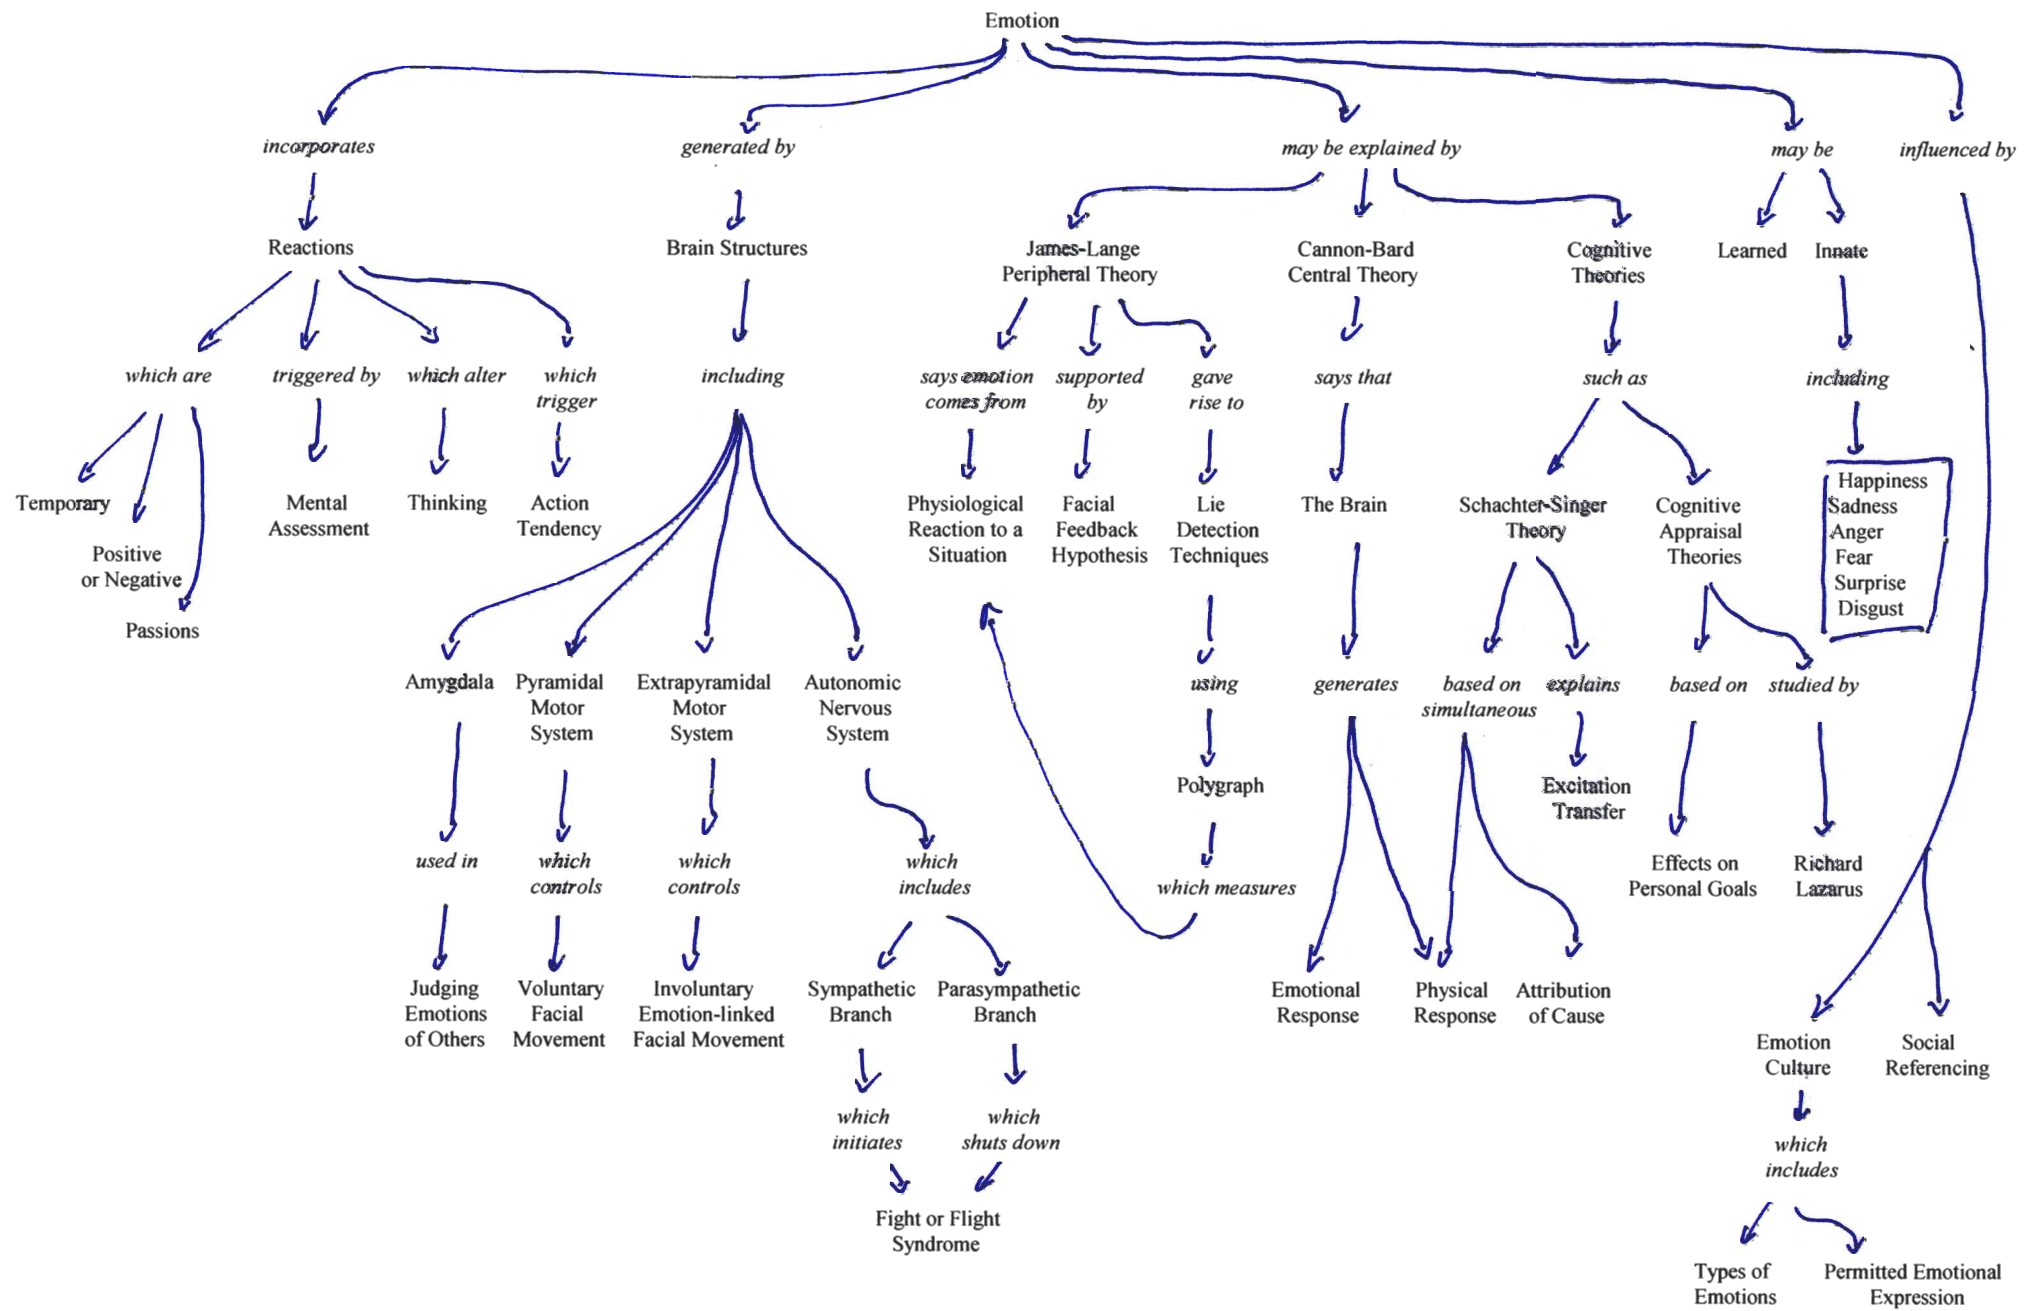 Emotion
incorporates
generated by
may be explained by
may be
influenced by
Reactions
Brain Structures
James-Lange
Peripheral Theory
Cannon-Bard
Central Theory
Cognitive
Theories
Learned
Innate
which are
triggered by
which alter
which
trigger
including
says emotion
comes from
supported
by
gave
rise to
says that
such as
including
Temporary
Positive
or Negative
Passions
Mental
Assessment
Thinking
Action
Tendency
Physiological
Reaction to a
Situation
Facial
Feedback
Hypothesis
Lie
Detection
Techniques
The Brain
Schachter-Singer
Theory
Cognitive
Appraisal
Theories
Happiness
Sadness
Anger
Fear
Surprise
Disgust
Amygdala
Pyramidal
Motor
System
Extrapyramidal
Motor
System
Autonomic
Nervous
System
using
generates
based on
simultaneous
explains
based on
studied by
Polygraph
Excitation
Transfer
used in
which
controls
which
controls
which
includes
which measures
Effects on
Personal Goals
Richard
Lazarus
Judging
Emotions
of Others
Voluntary
Facial
Movement
Involuntary
Emotion-linked
Facial Movement
Sympathetic
Branch
Parasympathetic
Branch
Emotional
Response
Physical
Response
Attribution
of Cause
Emotion
Culture
Social
Referencing
which
initiates
which
shuts down
which
includes
Fight or Flight
Syndrome
Types of
Emotions
Permitted Emotional
Expression